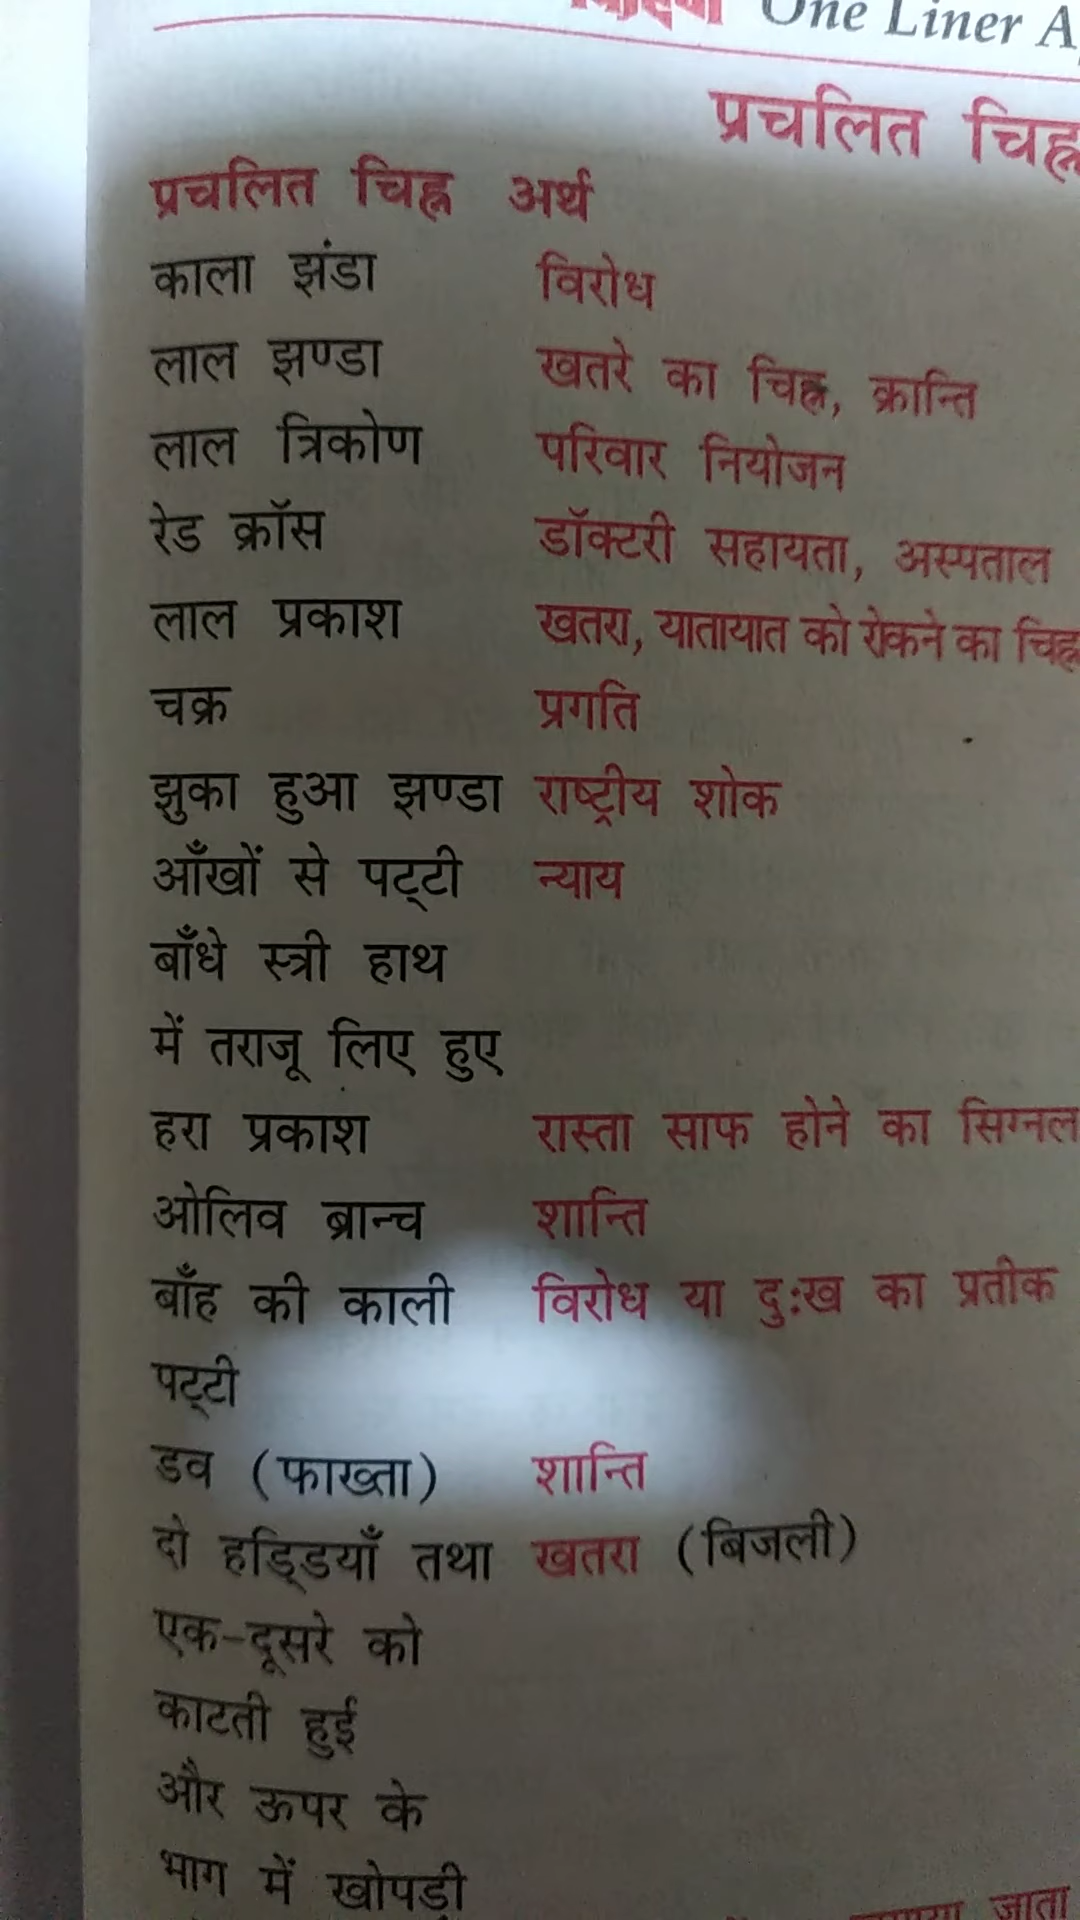 One Liner
प्रचलित चिह्न
प्रचलित चिह्न अर्थ
काला झंडा विरोध
लाल झण्डा खतरे का चिह्न, क्रान्ति
लाल त्रिकोण परिवार नियोजन
रेड क्रॉस डॉक्टरी सहायता, अस्पताल
लाल प्रकाश खतरा, यातायात को रोकने का चिह्न
चक्र प्रगति
झुका हुआ झण्डा राष्ट्रीय शोक
आँखों से पट्टी न्याय
बाँधे स्त्री हाथ
में तराजू लिए हुए
हरा प्रकाश रास्ता साफ होने का सिग्नल
ओलिव ब्रान्च शान्ति
बाँह की काली विरोध या दुःख का प्रतीक
पट्टी
डव (फाख्ता) शान्ति
दो हड्डियाँ तथा खतरा (बिजली)
एक-दूसरे को
काटती हुई
और ऊपर के
भाग में खोपड़ी
जाता